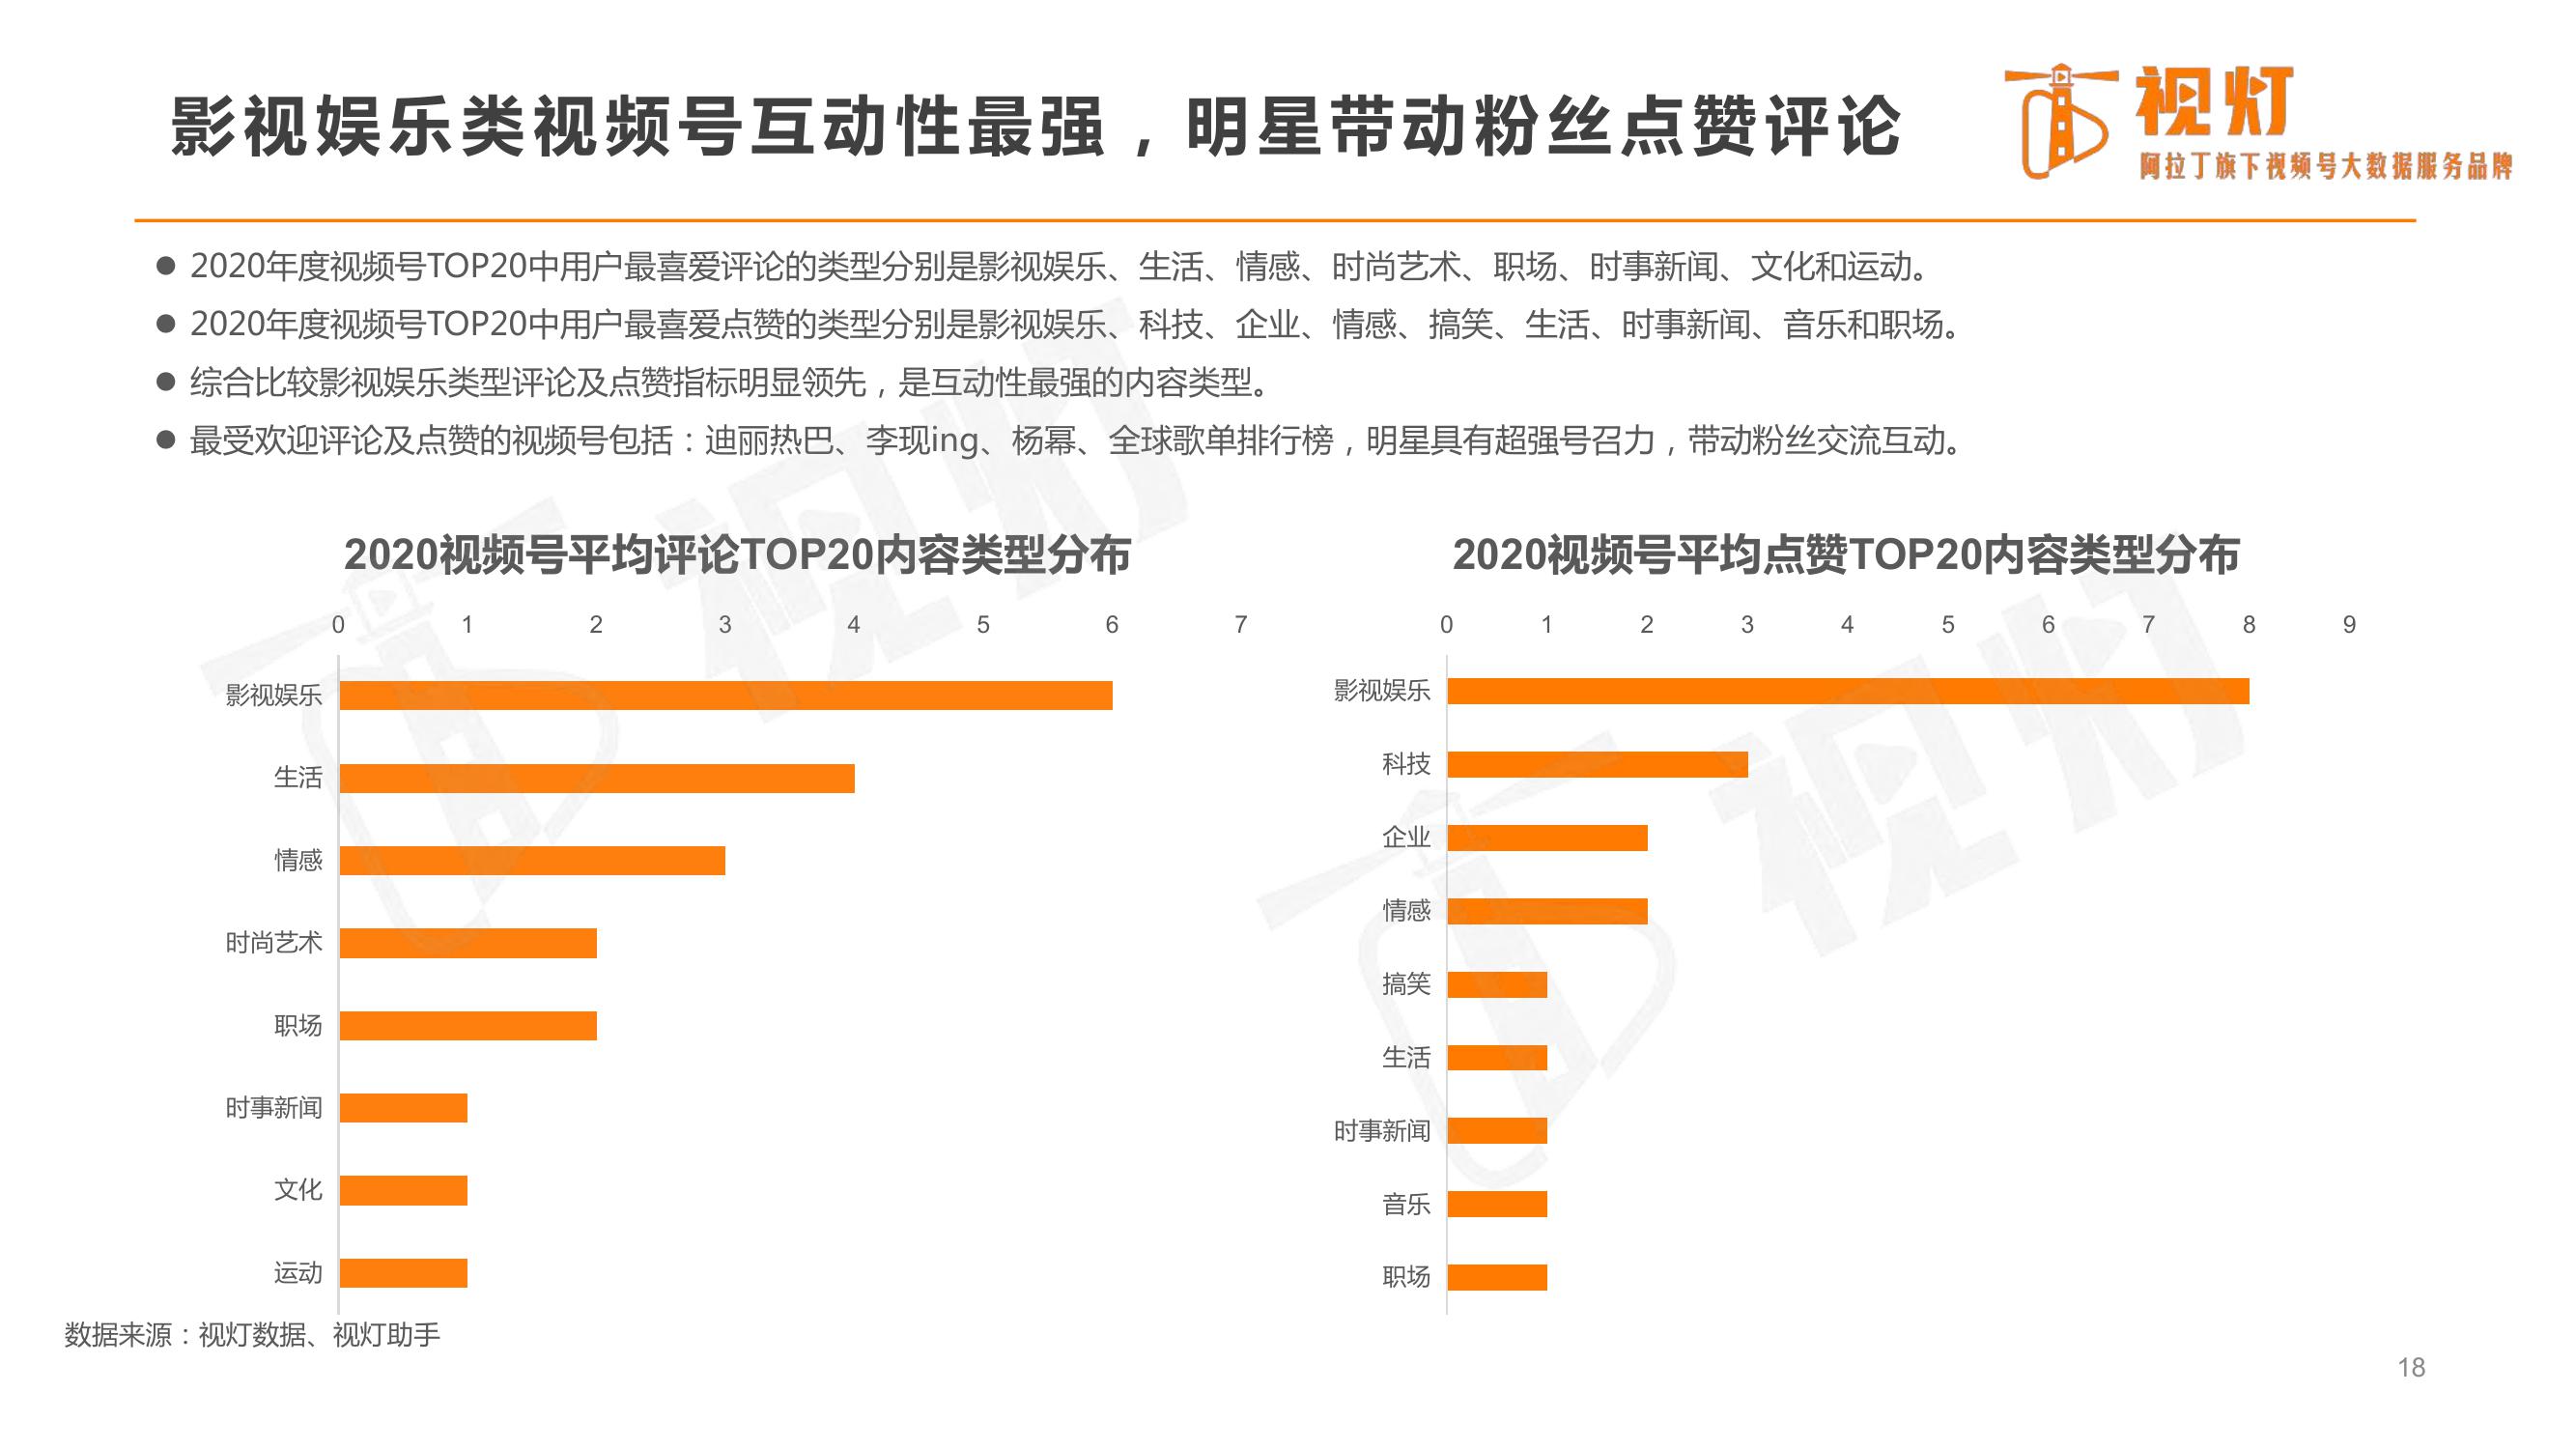 影视娱乐类视频号互动性最强，明星带动粉丝点赞评论
视灯
阿拉丁旗下视频号大数据服务品牌
● 2020年度视频号TOP20中用户最喜爱评论的类型分别是影视娱乐、生活、情感、时尚艺术、职场、时事新闻、文化和运动。
● 2020年度视频号TOP20中用户最喜爱点赞的类型分别是影视娱乐、科技、企业、情感、搞笑、生活、时事新闻、音乐和职场。
● 综合比较影视娱乐类型评论及点赞指标明显领先，是互动性最强的内容类型。
● 最受欢迎评论及点赞的视频号包括：迪丽热巴、李现ing、杨幂、全球歌单排行榜，明星具有超强号召力，带动粉丝交流互动。
2020视频号平均评论TOP20内容类型分布
0 1 2 3 4 5 6 7
影视娱乐
生活
情感
时尚艺术
职场
时事新闻
文化
运动
2020视频号平均点赞TOP20内容类型分布
0 1 2 3 4 5 6 7 8 9
影视娱乐
科技
企业
情感
搞笑
生活
时事新闻
音乐
职场
视灯
视灯
数据来源：视灯数据、视灯助手
18